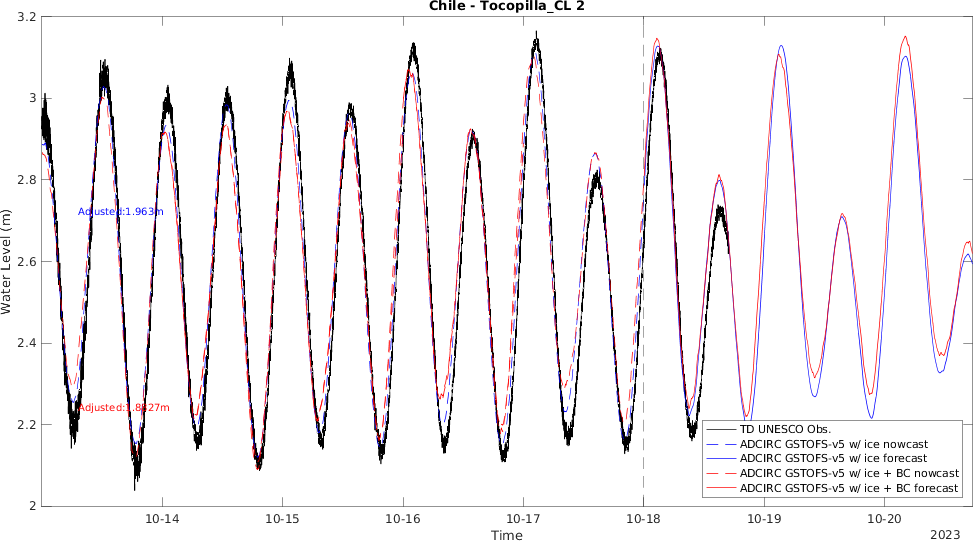 Chile - Tocopilla_CL 2
3.2
3
2.8
2.6
2.4
2.2
2
Water Level (m)
Adjusted:1.963m
TD UNESCO Obs.
ADCIRC GSTOFS-v5 w/ ice nowcast
ADCIRC GSTOFS-v5 w/ ice forecast
ADCIRC GSTOFS-v5 w/ ice + BC nowcast
ADCIRC GSTOFS-v5 w/ ice + BC forecast
10-14
10-15
10-16
10-17
10-18
10-19
10-20
Time
2023